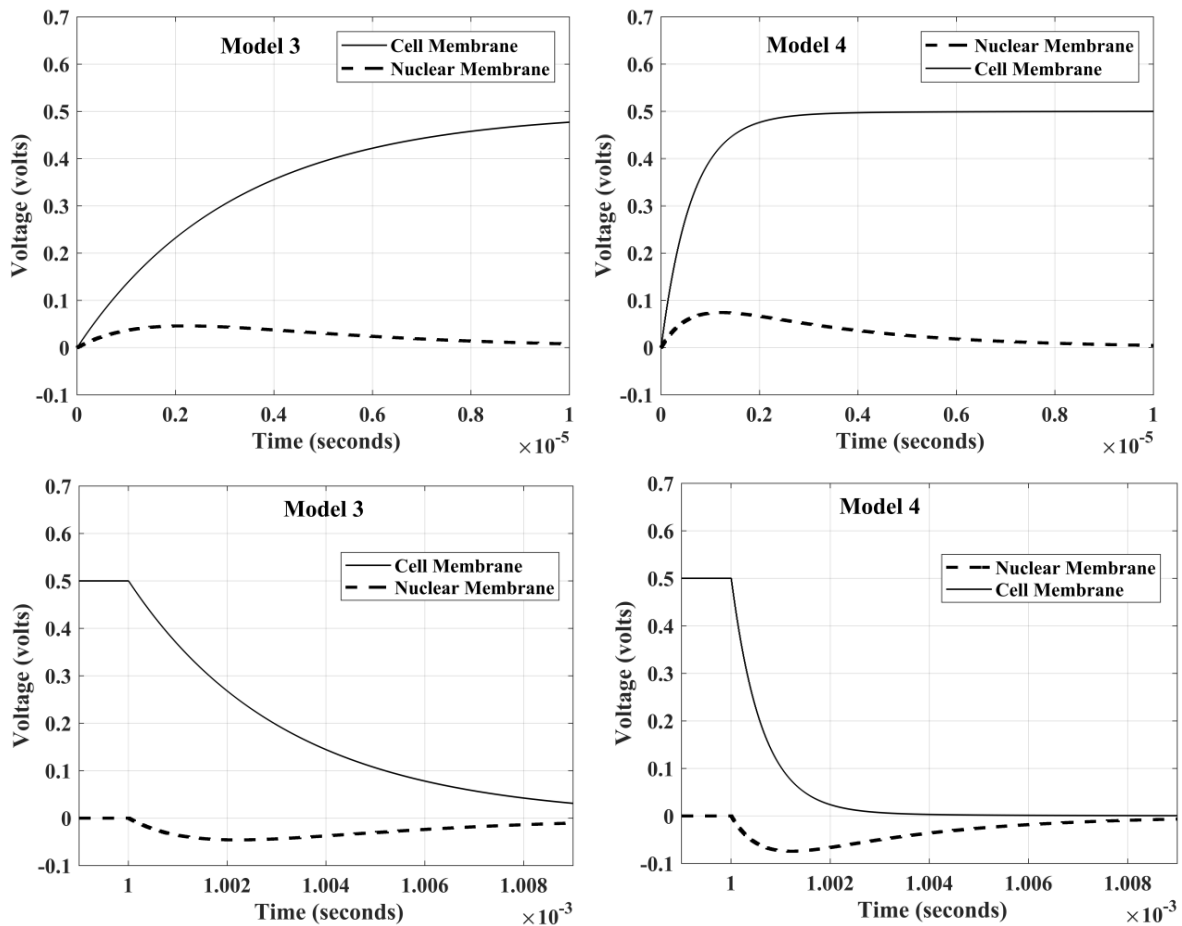 Model 3
Cell Membrane
Nuclear Membrane
0.7
0.6
0.5
0.4
0.3
0.2
0.1
0
-0.1
Voltage (volts)
0 0.2 0.4 0.6 0.8 1
Time (seconds)
×10-5
Model 4
Nuclear Membrane
Cell Membrane
0.7
0.6
0.5
0.4
0.3
0.2
0.1
0
-0.1
Voltage (volts)
0 0.2 0.4 0.6 0.8 1
Time (seconds)
×10-5
Model 3
Cell Membrane
Nuclear Membrane
0.7
0.6
0.5
0.4
0.3
0.2
0.1
0
-0.1
Voltage (volts)
1 1.002 1.004 1.006 1.008
Time (seconds)
×10-3
Model 4
Nuclear Membrane
Cell Membrane
0.7
0.6
0.5
0.4
0.3
0.2
0.1
0
-0.1
Voltage (volts)
1 1.002 1.004 1.006 1.008
Time (seconds)
×10-3